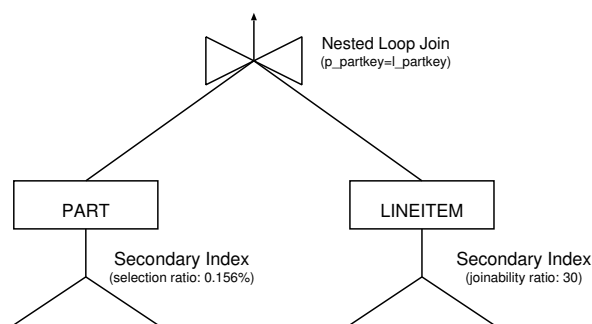 Nested Loop Join
(p_partkey=l_partkey)
PART
LINEITEM
Secondary Index
(selection ratio: 0.156%)
Secondary Index
(joinability ratio: 30)